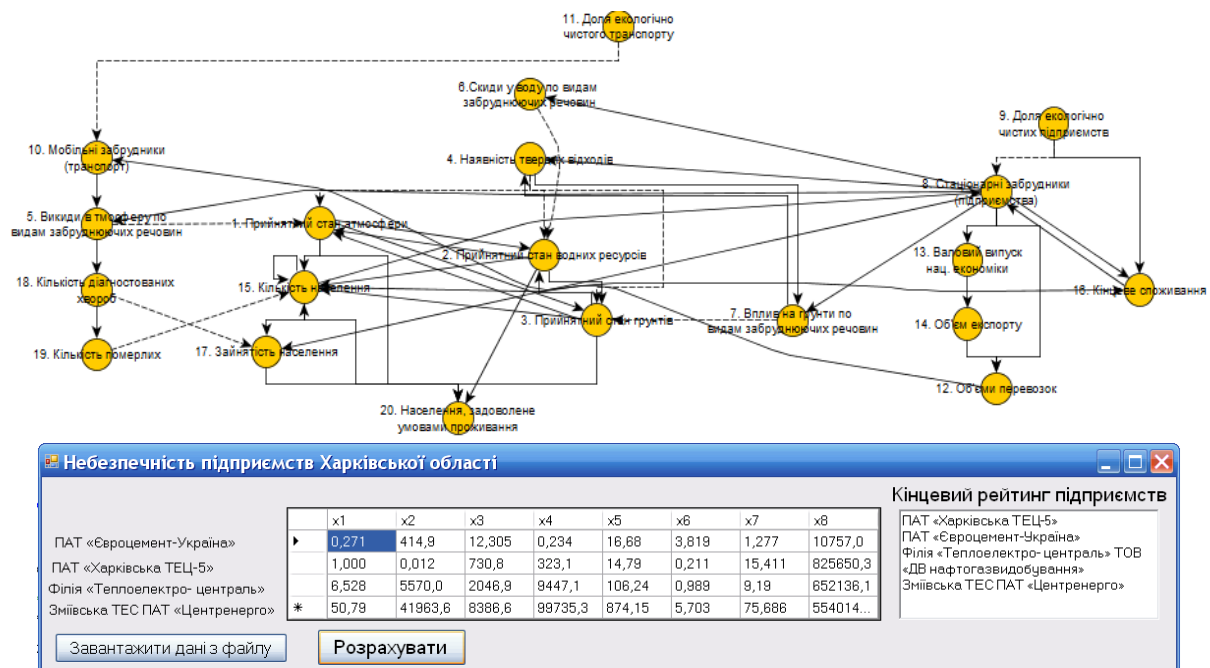 11. Доля екологічно
чистого транспорту
6.Скиди у воду по видам
забруднюючих речовин
9. Доля екологічно
чистих підприємств
10. Мобільні забрудники
(транспорт)
4. Наявність твердих відходів
8. Стаціонарні забрудники
(підприємства)
5. Викиди в тмосферу по
видам забруднюючих речовин
1. Прийнятний стан атмосфери
2. Прийнятний стан водних ресурсів
13. Валовий випуск
нац. економіки
18. Кількість діагностованых
хвороб
15. Кількість населення
16. Кінцеве споживання
3. Прийнятний стан грунтів
7. Вплив на грунти по
видам забруднюючих речовин
14. Об'єм експорту
19. Кількость померлих
17. Зайнятість населення
12. Об'єми перевозок
20. Население, задоволене
умовами проживання
Небезпечність підприємств Харківської області
Кінцевий рейтинг підприємств
x1 x2 x3 x4 x5 x6 x7 x8
ПАТ «Євроцемент-Україна» 0,271 414,9 12,305 0,234 16,68 3,819 1,277 10757,0
ПАТ «Харківська ТЕЦ-5» 1,000 0,012 730,8 323,1 14,79 0,211 15,411 825650,3
Філія «Теплоелектро- централь» 6,528 5570,0 2046,9 9447,1 106,24 0,989 9,19 652136,1
Зміївська ТЕС ПАТ «Центренерго» 50,79 41963,6 8386,6 99735,3 874,15 5,703 75,686 554014...
ПАТ «Харківська ТЕЦ-5»
ПАТ «Євроцемент-Україна»
Філія «Теплоелектро- централь» ТОВ
«ДВ нафтогазвидобування»
Зміївська ТЕС ПАТ «Центренерго»
Завантажити дані з файлу
Розрахувати